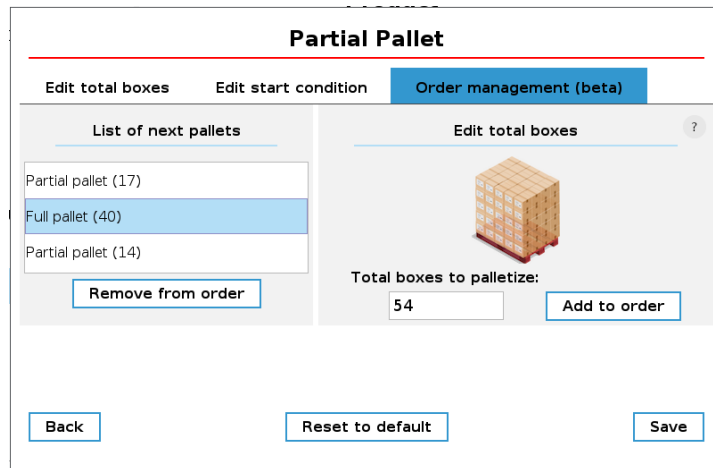 Partial Pallet
Edit total boxes
Edit start condition
Order management (beta)
List of next pallets
Partial pallet (17)
Full pallet (40)
Partial pallet (14)
Remove from order
Edit total boxes
?
Total boxes to palletize:
54
Add to order
Back
Reset to default
Save